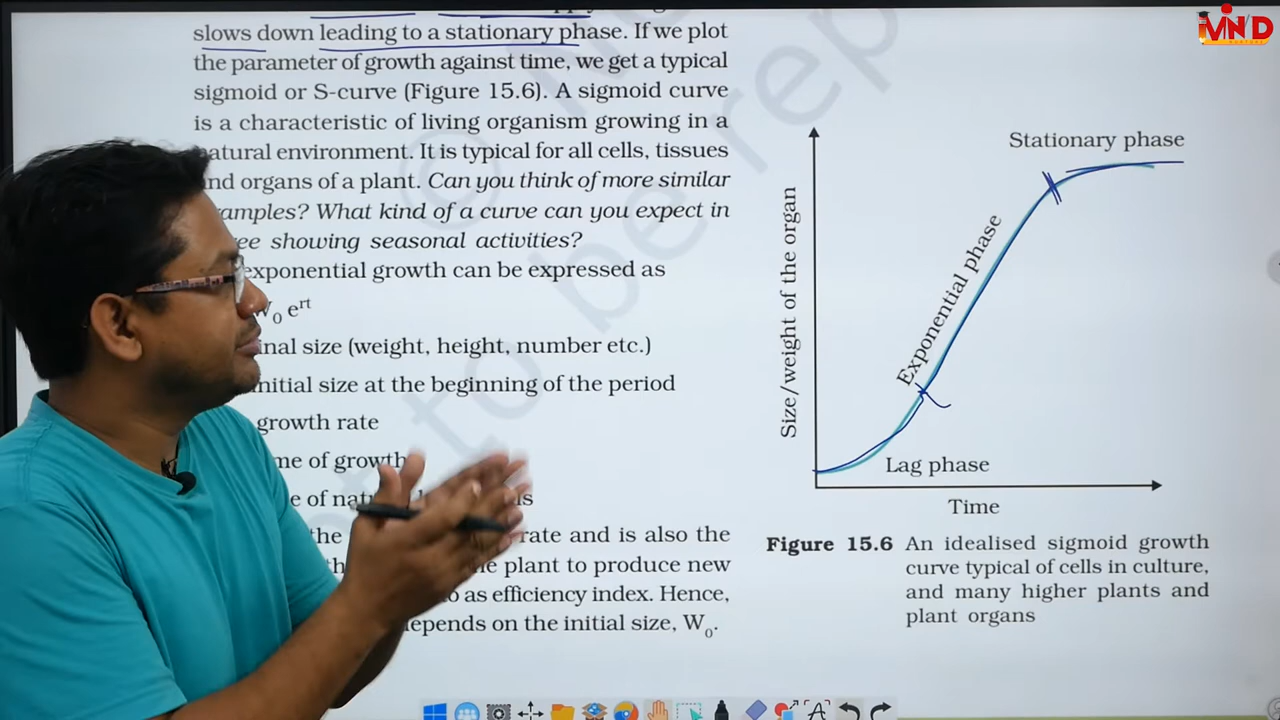 slows down leading to a stationary phase. If we plot
the parameter of growth against time, we get a typical
sigmoid or S-curve (Figure 15.6). A sigmoid curve
is a characteristic of living organism growing in a
natural environment. It is typical for all cells, tissues
and organs of a plant. Can you think of more similar
examples? What kind of a curve can you expect in
showing seasonal activities?
exponential growth can be expressed as
W₀ eʳᵗ
size (weight, height, number etc.)
initial size at the beginning of the period
growth rate
of growth
of
the rate and is also the
plant to produce new
as efficiency index. Hence,
depends on the initial size, W₀.
Stationary phase
Exponential phase
Lag phase
Size/weight of the organ
Time
Figure 15.6 An idealised sigmoid growth
curve typical of cells in culture,
and many higher plants and
plant organs
MIND